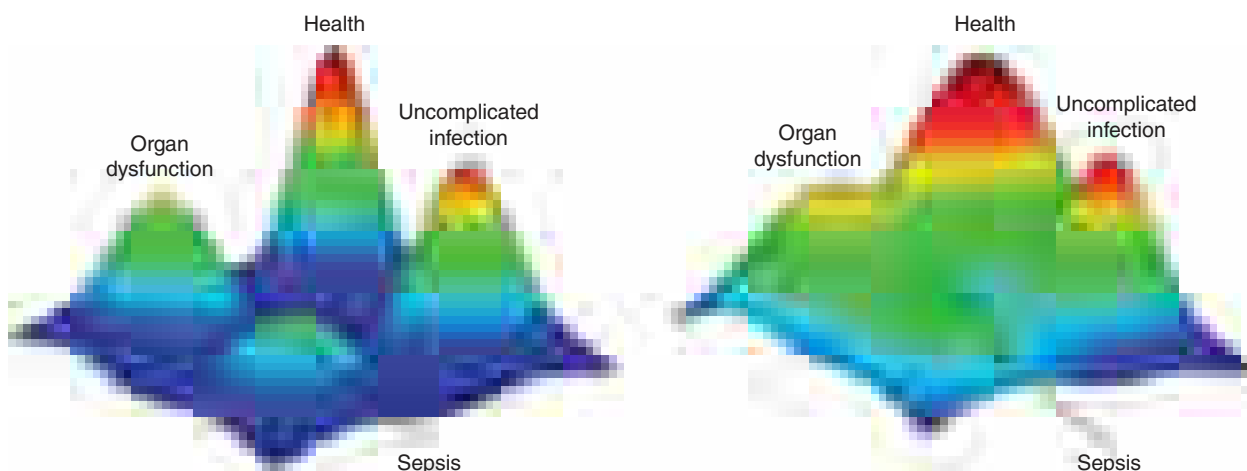 Health
Organ
dysfunction
Uncomplicated
infection
Sepsis
Health
Organ
dysfunction
Uncomplicated
infection
Sepsis